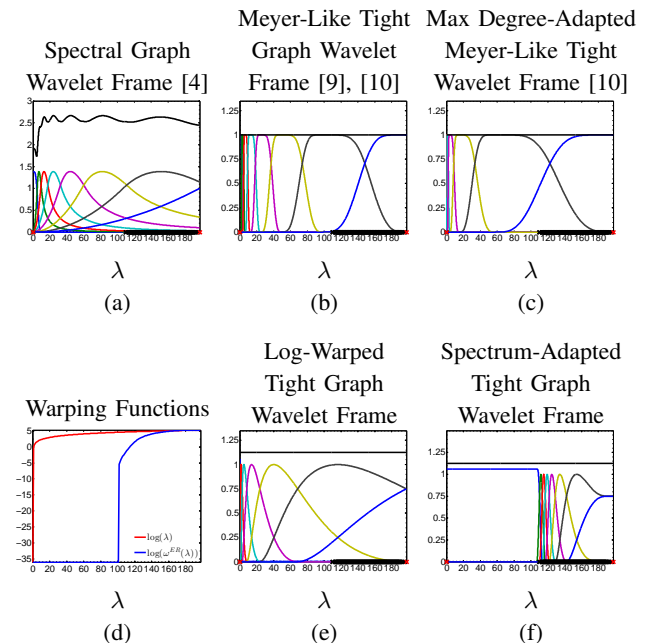 Meyer-Like Tight Max Degree-Adapted
Spectral Graph Graph Wavelet Meyer-Like Tight
Wavelet Frame [4] Frame [9], [10] Wavelet Frame [10]
3
2.5
2
1.5
1
0.5
0
0 20 40 60 80 100 120 140 160 180
λ
(a)
1.25
1
0.75
0.5
0.25
0
0 20 40 60 80 100 120 140 160 180
λ
(b)
1.25
1
0.75
0.5
0.25
0
0 20 40 60 80 100 120 140 160 180
λ
(c)
Warping Functions
5
0
−5
−10
−15
−20
−25
−30
−35
0 20 40 60 80 100 120 140 160 180
log(λ)
log(ω^ER(λ))
λ
(d)
Log-Warped
Tight Graph
Wavelet Frame
1.25
1
0.75
0.5
0.25
0
0 20 40 60 80 100 120 140 160 180
λ
(e)
Spectrum-Adapted
Tight Graph
Wavelet Frame
1.25
1
0.75
0.5
0.25
0
0 20 40 60 80 100 120 140 160 180
λ
(f)